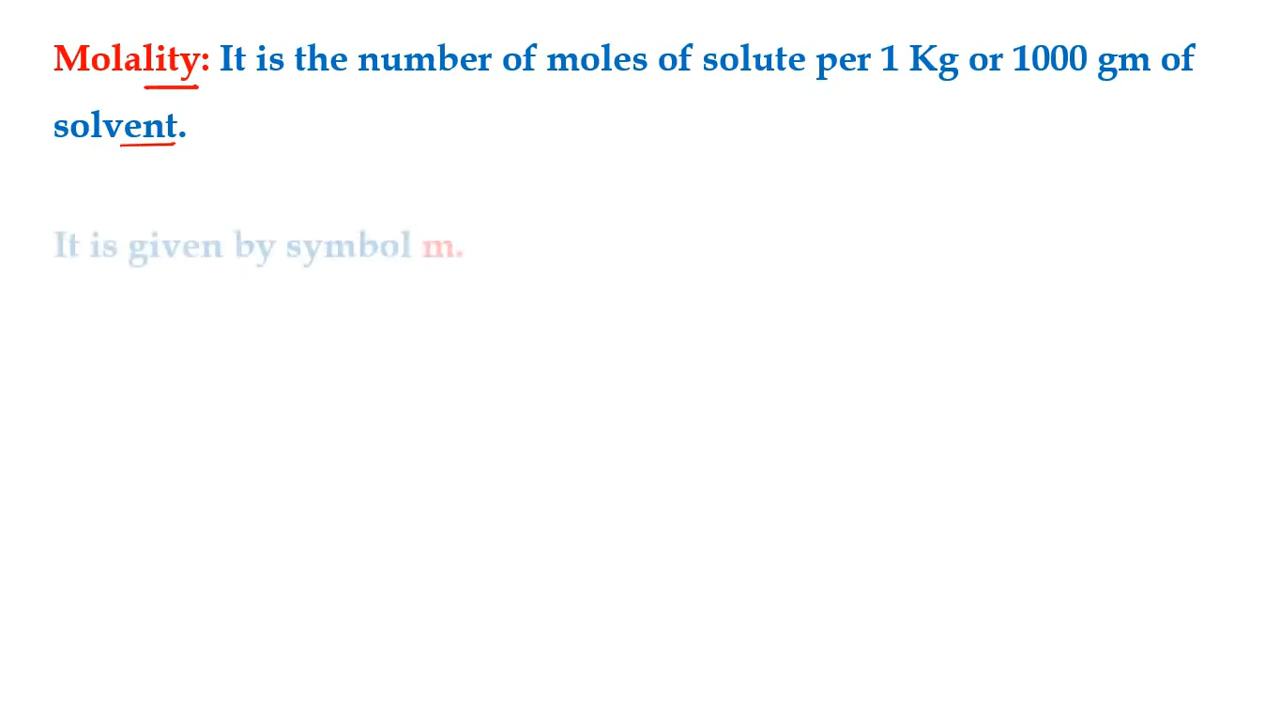 Molality: It is the number of moles of solute per 1 Kg or 1000 gm of
solvent.
It is given by symbol m.